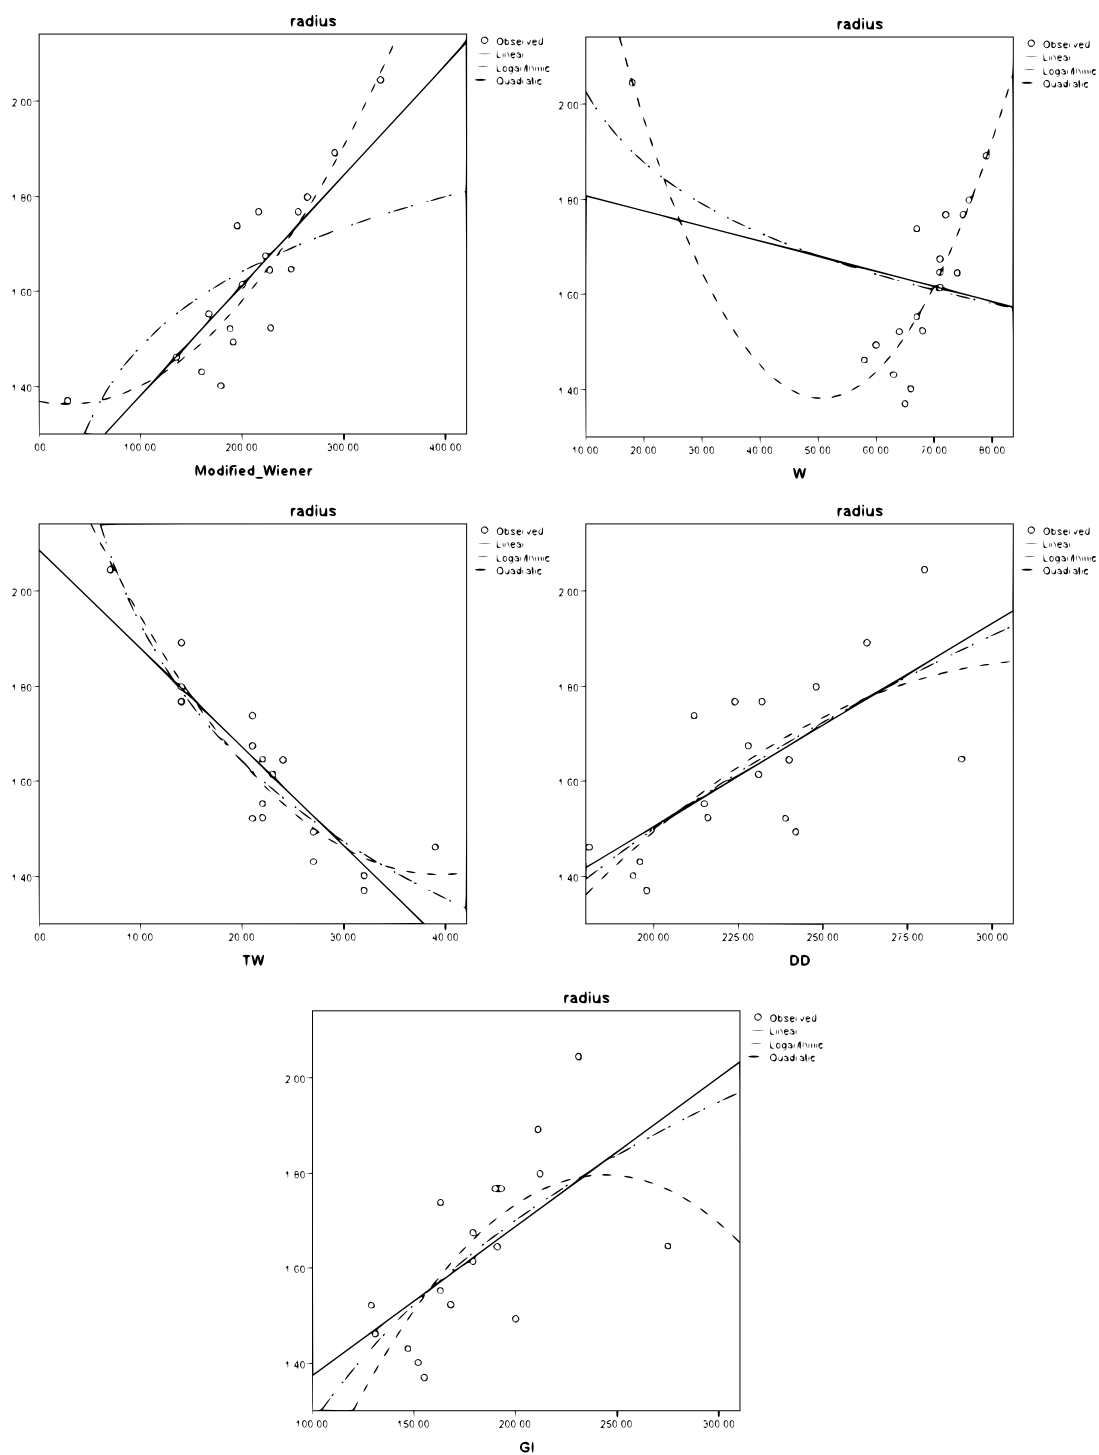 radius
Observed
Linear
Logarithmic
Quadratic
2 00
1 80
1 60
1 40
00 100 00 200 00 300 00 400 00
Modified_Wiener
radius
Observed
Linear
Logarithmic
Quadratic
2 00
1 80
1 60
1 40
10 00 20 00 30 00 40 00 50 00 60 00 70 00 80 00
W
radius
Observed
Linear
Logarithmic
Quadratic
2 00
1 80
1 60
1 40
00 10 00 20 00 30 00 40 00
TW
radius
Observed
Linear
Logarithmic
Quadratic
2 00
1 80
1 60
1 40
200 00 225 00 250 00 275 00 300 00
DD
radius
Observed
Linear
Logarithmic
Quadratic
2 00
1 80
1 60
1 40
100 00 150 00 200 00 250 00 300 00
GI